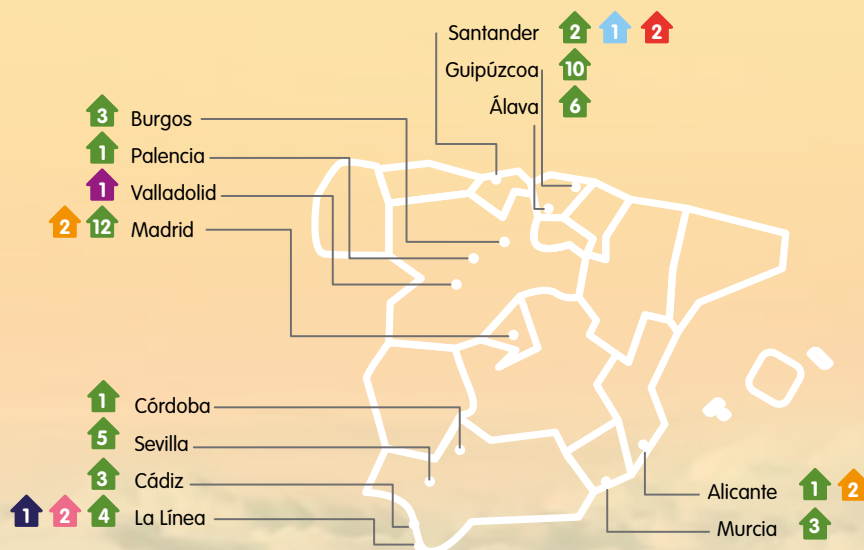 Santander 2 1 2
Guipúzcoa 10
Álava 6
3 Burgos
1 Palencia
1 Valladolid
2 12 Madrid
1 Córdoba
5 Sevilla
3 Cádiz
1 2 4 La Línea
Alicante 1 2
Murcia 3